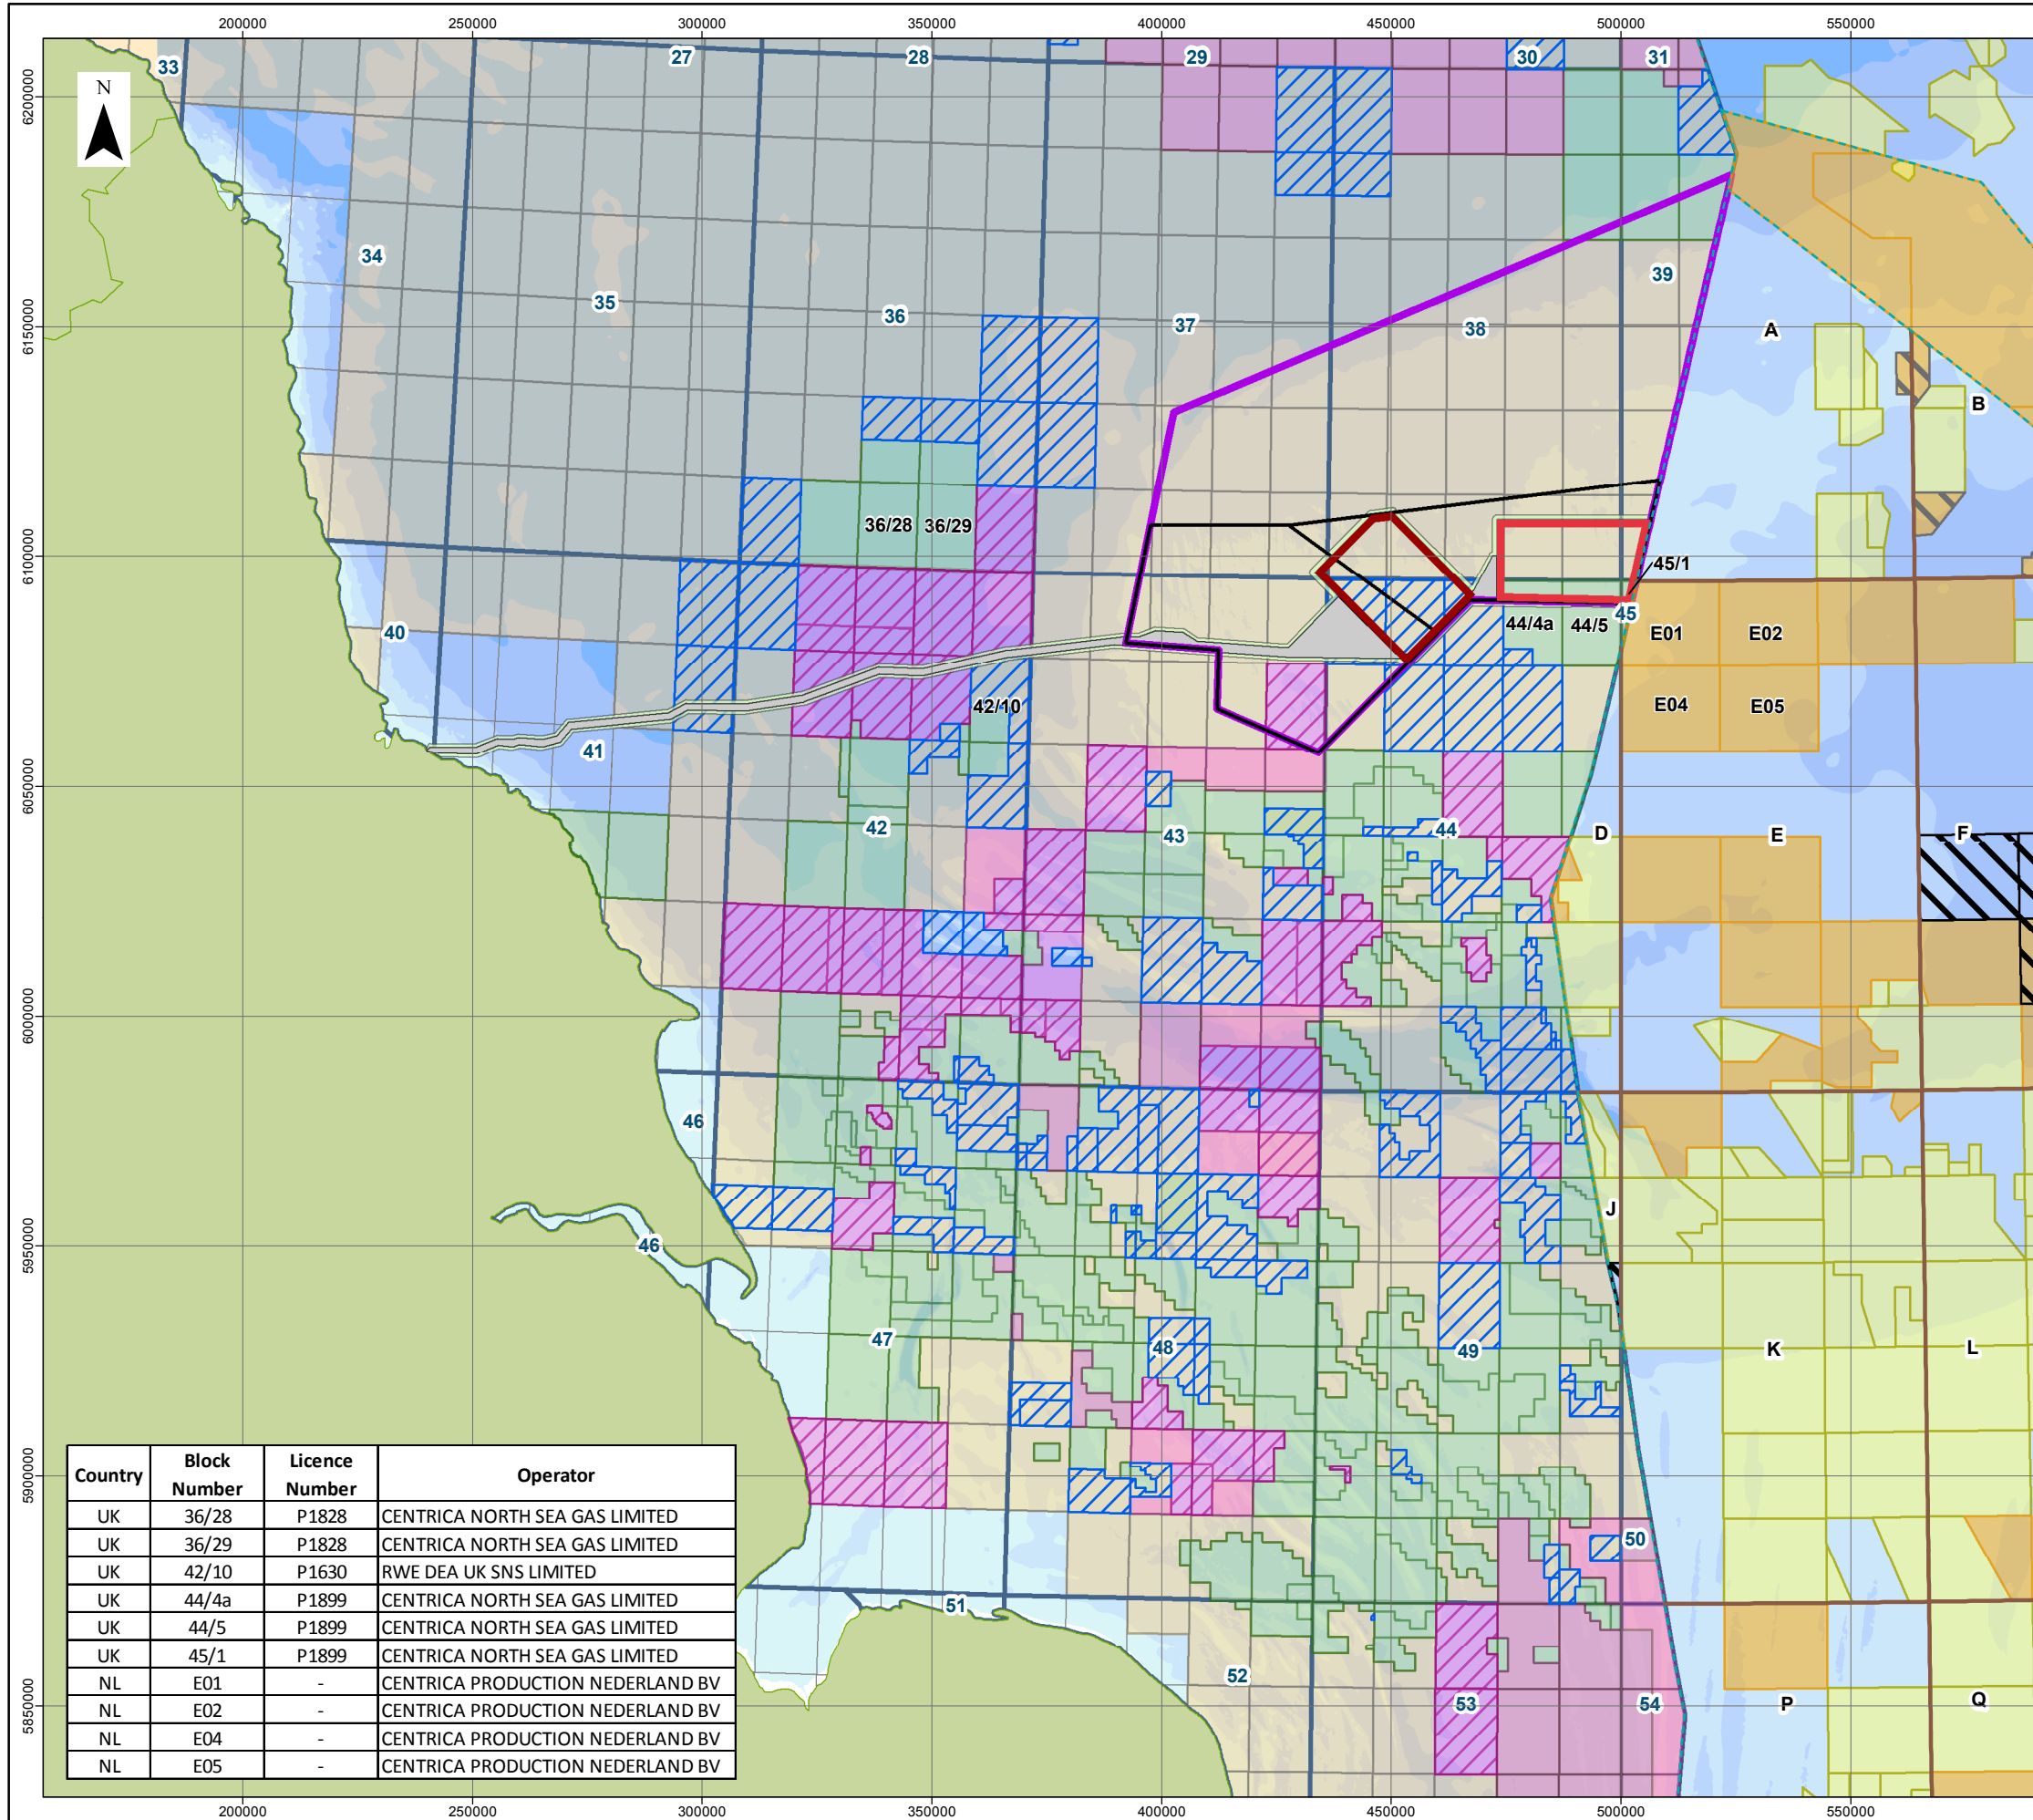 200000 250000 300000 350000 400000 450000 500000 550000
33 27 28 29 30 31
N
6200000
34 35 36 37 38 39
6150000
A
B
36/28 36/29
6100000
45/1
40
44/4a 44/5 45
E01 E02
42/10
E04 E05
41
6050000
42 43 44 D E F
6000000
46
J
5950000
46
47 48 49 K L
5900000
50
51
52
5850000
53 54 P Q
Country Block Number Licence Number Operator
UK 36/28 P1828 CENTRICA NORTH SEA GAS LIMITED
UK 36/29 P1828 CENTRICA NORTH SEA GAS LIMITED
UK 42/10 P1630 RWE DEA UK SNS LIMITED
UK 44/4a P1899 CENTRICA NORTH SEA GAS LIMITED
UK 44/5 P1899 CENTRICA NORTH SEA GAS LIMITED
UK 45/1 P1899 CENTRICA NORTH SEA GAS LIMITED
NL E01 - CENTRICA PRODUCTION NEDERLAND BV
NL E02 - CENTRICA PRODUCTION NEDERLAND BV
NL E04 - CENTRICA PRODUCTION NEDERLAND BV
NL E05 - CENTRICA PRODUCTION NEDERLAND BV
200000 250000 300000 350000 400000 450000 500000 550000